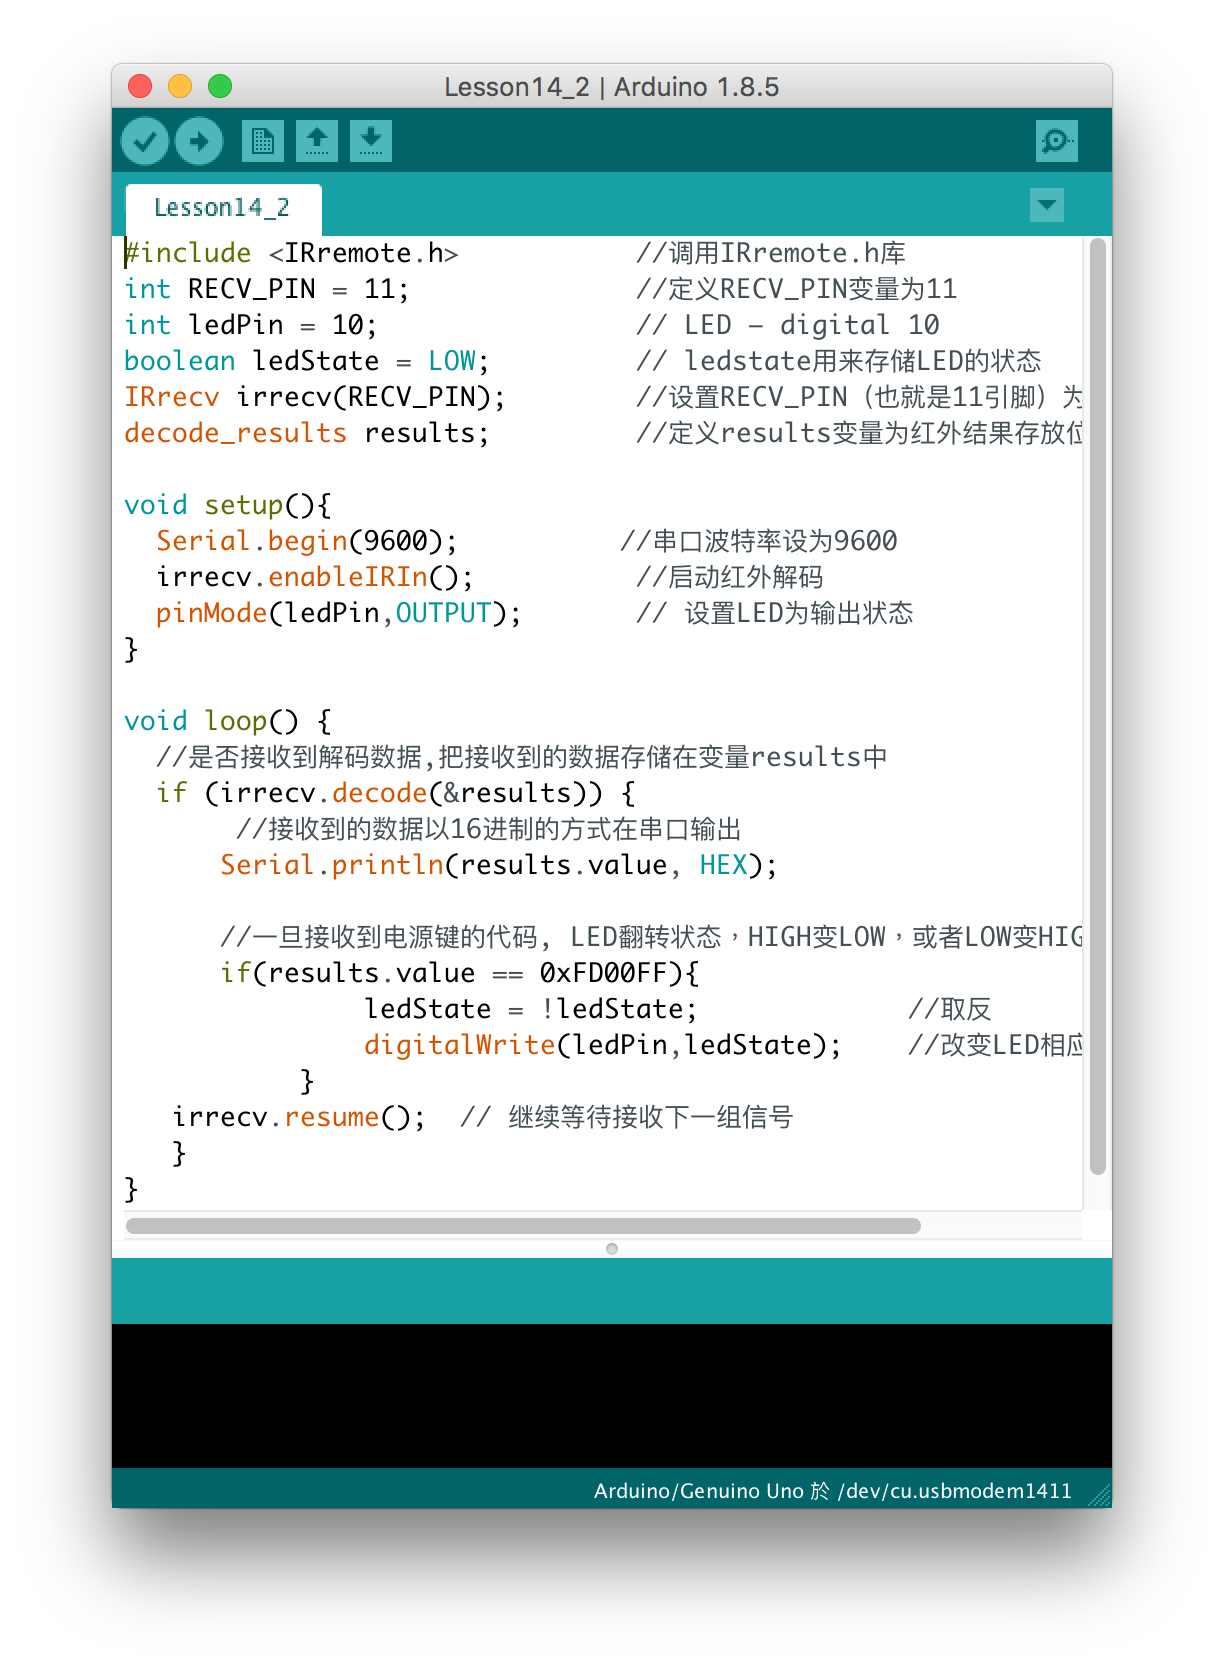 Lesson14_2 | Arduino 1.8.5
Lesson14_2
#include <IRremote.h> //调用IRremote.h库
int RECV_PIN = 11; //定义RECV_PIN变量为11
int ledPin = 10; // LED – digital 10
boolean ledState = LOW; // ledstate用来存储LED的状态
IRrecv irrecv(RECV_PIN); //设置RECV_PIN（也就是11引脚）为
decode_results results; //定义results变量为红外结果存放位
void setup(){
Serial.begin(9600); //串口波特率设为9600
irrecv.enableIRIn(); //启动红外解码
pinMode(ledPin,OUTPUT); // 设置LED为输出状态
}
void loop() {
//是否接收到解码数据,把接收到的数据存储在变量results中
if (irrecv.decode(&results)) {
//接收到的数据以16进制的方式在串口输出
Serial.println(results.value, HEX);
//一旦接收到电源键的代码, LED翻转状态，HIGH变LOW，或者LOW变HIG
if(results.value == 0xFD00FF){
ledState = !ledState; //取反
digitalWrite(ledPin,ledState); //改变LED相应
}
irrecv.resume(); // 继续等待接收下一组信号
}
}
Arduino/Genuino Uno 於 /dev/cu.usbmodem1411